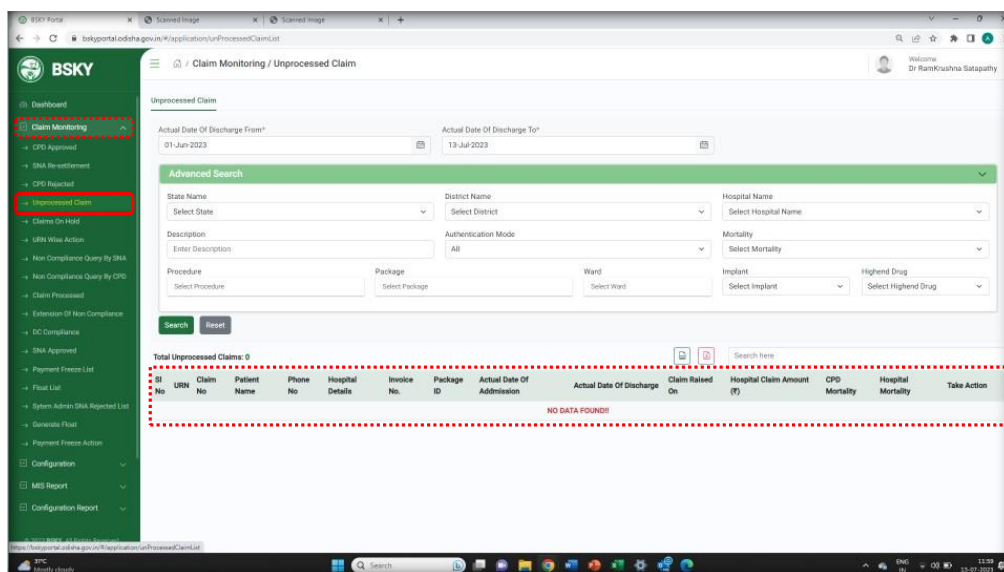 BSKY Portal
Scanned Image
Scanned Image
bskyportal.odisha.gov.in/#/application/unProcessedClaimList
BSKY
Claim Monitoring / Unprocessed Claim
Welcome
Dr RamKrushna Satapathy
Dashboard
Claim Monitoring
CPD Approved
SNA Re-settlement
CPD Rejected
Unprocessed Claim
Claims On Hold
URN Wise Action
Non Compliance Query By SNA
Non Compliance Query By CPD
Claim Processed
Extension Of Non Compliance
DC Compliance
SNA Approved
Payment Freeze List
Float List
Sytem Admin SNA Rejected List
Generate Float
Payment Freeze Action
Configuration
MIS Report
Configuration Report
Unprocessed Claim
Actual Date Of Discharge From* Actual Date Of Discharge To*
01-Jun-2023 13-Jul-2023
Advanced Search
State Name District Name Hospital Name
Select State Select District Select Hospital Name
Description Authentication Mode Mortality
Enter Description All Select Mortality
Procedure Package Ward Implant Highend Drug
Select Procedure Select Package Select Ward Select Implant Select Highend Drug
Search Reset
Total Unprocessed Claims: 0 Search here
Sl No URN Claim No Patient Name Phone No Hospital Details Invoice No. Package ID Actual Date Of Addmission Actual Date Of Discharge Claim Raised On Hospital Claim Amount (₹) CPD Mortality Hospital Mortality Take Action
NO DATA FOUND!!
https://bskyportal.odisha.gov.in/#/application/unProcessedClaimList
31°C
Mostly cloudy
Search
ENG
IN
11:59
13-07-2023